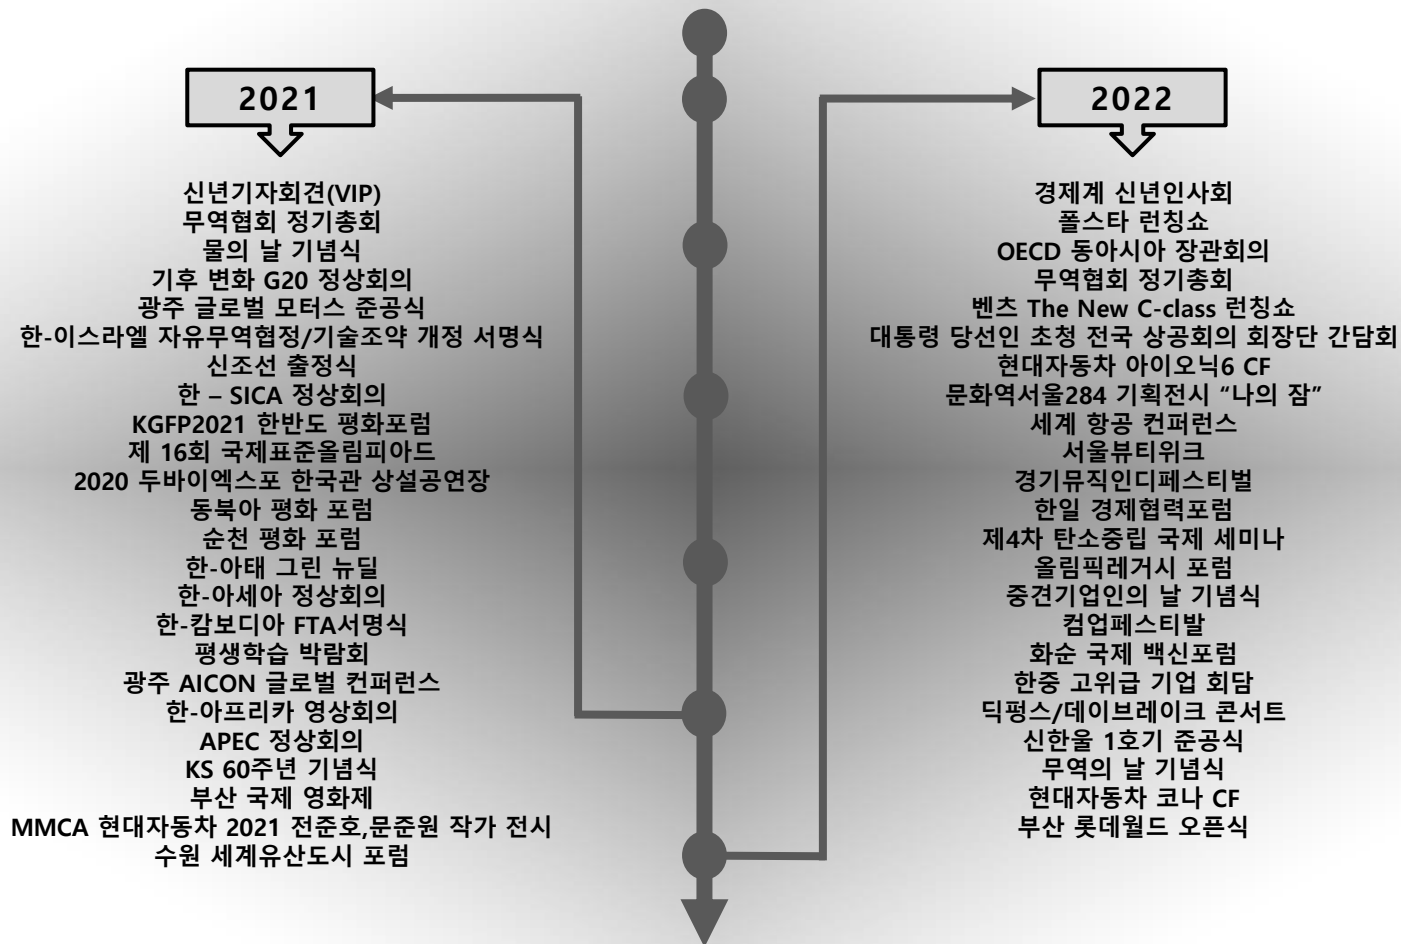 2021
신년기자회견(VIP)
무역협회 정기총회
물의 날 기념식
기후 변화 G20 정상회의
광주 글로벌 모터스 준공식
한-이스라엘 자유무역협정/기술조약 개정 서명식
신조선 출정식
한 – SICA 정상회의
KGFP2021 한반도 평화포럼
제 16회 국제표준올림피아드
2020 두바이엑스포 한국관 상설공연장
동북아 평화 포럼
순천 평화 포럼
한-아태 그린 뉴딜
한-아세아 정상회의
한-캄보디아 FTA서명식
평생학습 박람회
광주 AICON 글로벌 컨퍼런스
한-아프리카 영상회의
APEC 정상회의
KS 60주년 기념식
부산 국제 영화제
MMCA 현대자동차 2021 전준호,문준원 작가 전시
수원 세계유산도시 포럼
2022
경제계 신년인사회
폴스타 런칭쇼
OECD 동아시아 장관회의
무역협회 정기총회
벤츠 The New C-class 런칭쇼
대통령 당선인 초청 전국 상공회의 회장단 간담회
현대자동차 아이오닉6 CF
문화역서울284 기획전시 “나의 잠”
세계 항공 컨퍼런스
서울뷰티위크
경기뮤직인디페스티벌
한일 경제협력포럼
제4차 탄소중립 국제 세미나
올림픽레거시 포럼
중견기업인의 날 기념식
컴업페스티발
화순 국제 백신포럼
한중 고위급 기업 회담
딕펑스/데이브레이크 콘서트
신한울 1호기 준공식
무역의 날 기념식
현대자동차 코나 CF
부산 롯데월드 오픈식